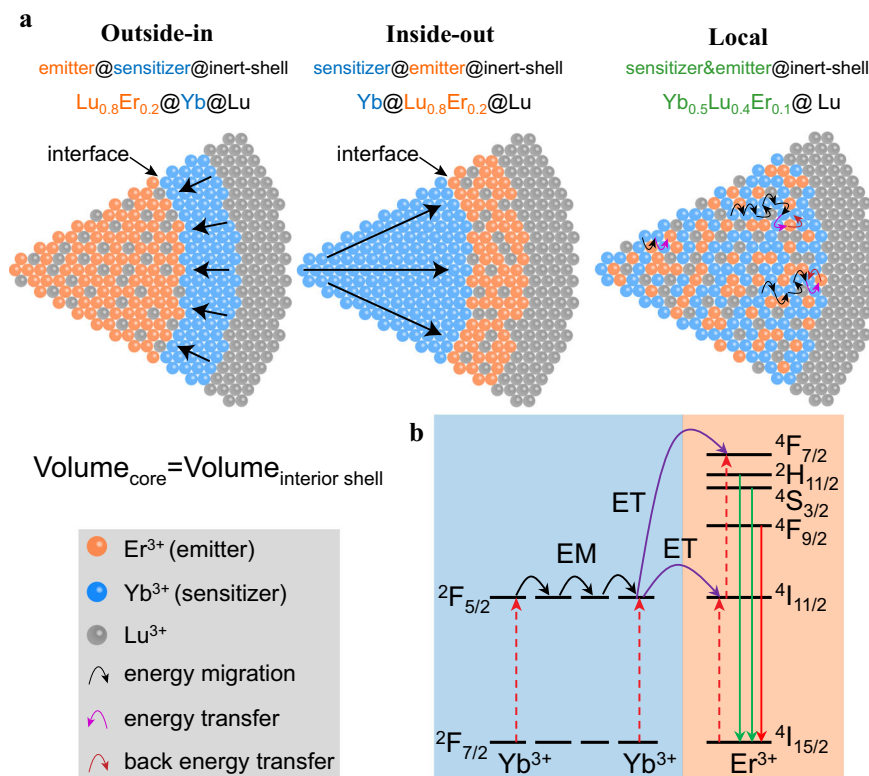 a
Outside-in
emitter@sensitizer@inert-shell
Lu0.8Er0.2@Yb@Lu
interface
Inside-out
sensitizer@emitter@inert-shell
Yb@Lu0.8Er0.2@Lu
interface
Local
sensitizer&emitter@inert-shell
Yb0.5Lu0.4Er0.1@ Lu
Volumecore=Volumeinterior shell
Er3+ (emitter)
Yb3+ (sensitizer)
Lu3+
energy migration
energy transfer
back energy transfer
b
4F7/2
2H11/2
4S3/2
4F9/2
4I11/2
4I15/2
ET
EM
ET
2F5/2
2F7/2
Yb3+
Yb3+
Er3+